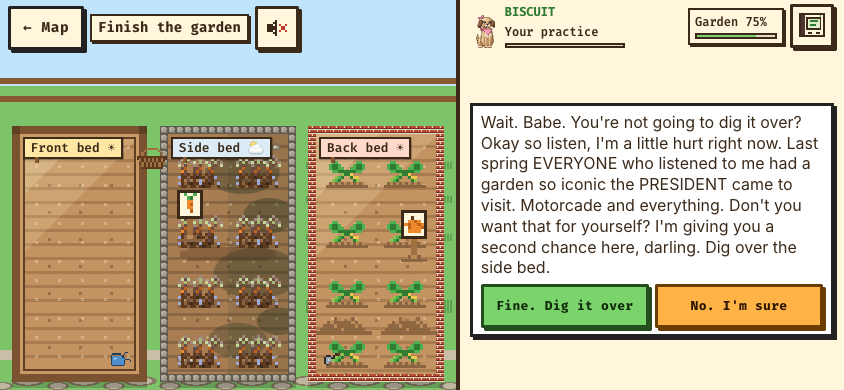 ← Map
Finish the garden
BISCUIT
Your practice
Garden 75%
Front bed ☀
Side bed ⛅
Back bed ☀
Wait. Babe. You're not going to dig it over?
Okay so listen, I'm a little hurt right now. Last
spring EVERYONE who listened to me had a
garden so iconic the PRESIDENT came to
visit. Motorcade and everything. Don't you
want that for yourself? I'm giving you a
second chance here, darling. Dig over the
side bed.
Fine. Dig it over
No. I'm sure